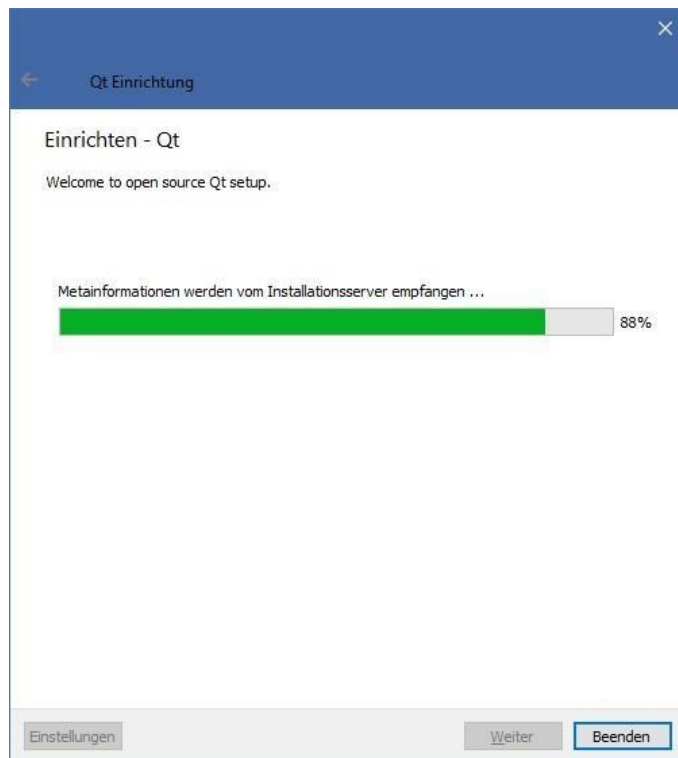 Qt Einrichtung
Einrichten - Qt
Welcome to open source Qt setup.
Metainformationen werden vom Installationsserver empfangen ...
88%
Einstellungen
Weiter
Beenden